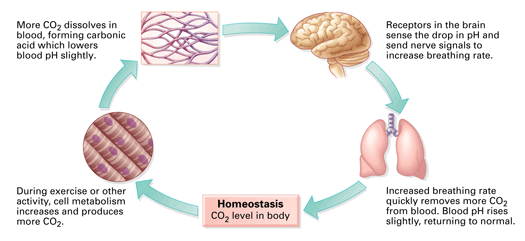 More CO₂ dissolves in
blood, forming carbonic
acid which lowers
blood pH slightly.
Receptors in the brain
sense the drop in pH and
send nerve signals to
increase breathing rate.
During exercise or other
activity, cell metabolism
increases and produces
more CO₂.
Homeostasis
CO₂ level in body
Increased breathing rate
quickly removes more CO₂
from blood. Blood pH rises
slightly, returning to normal.